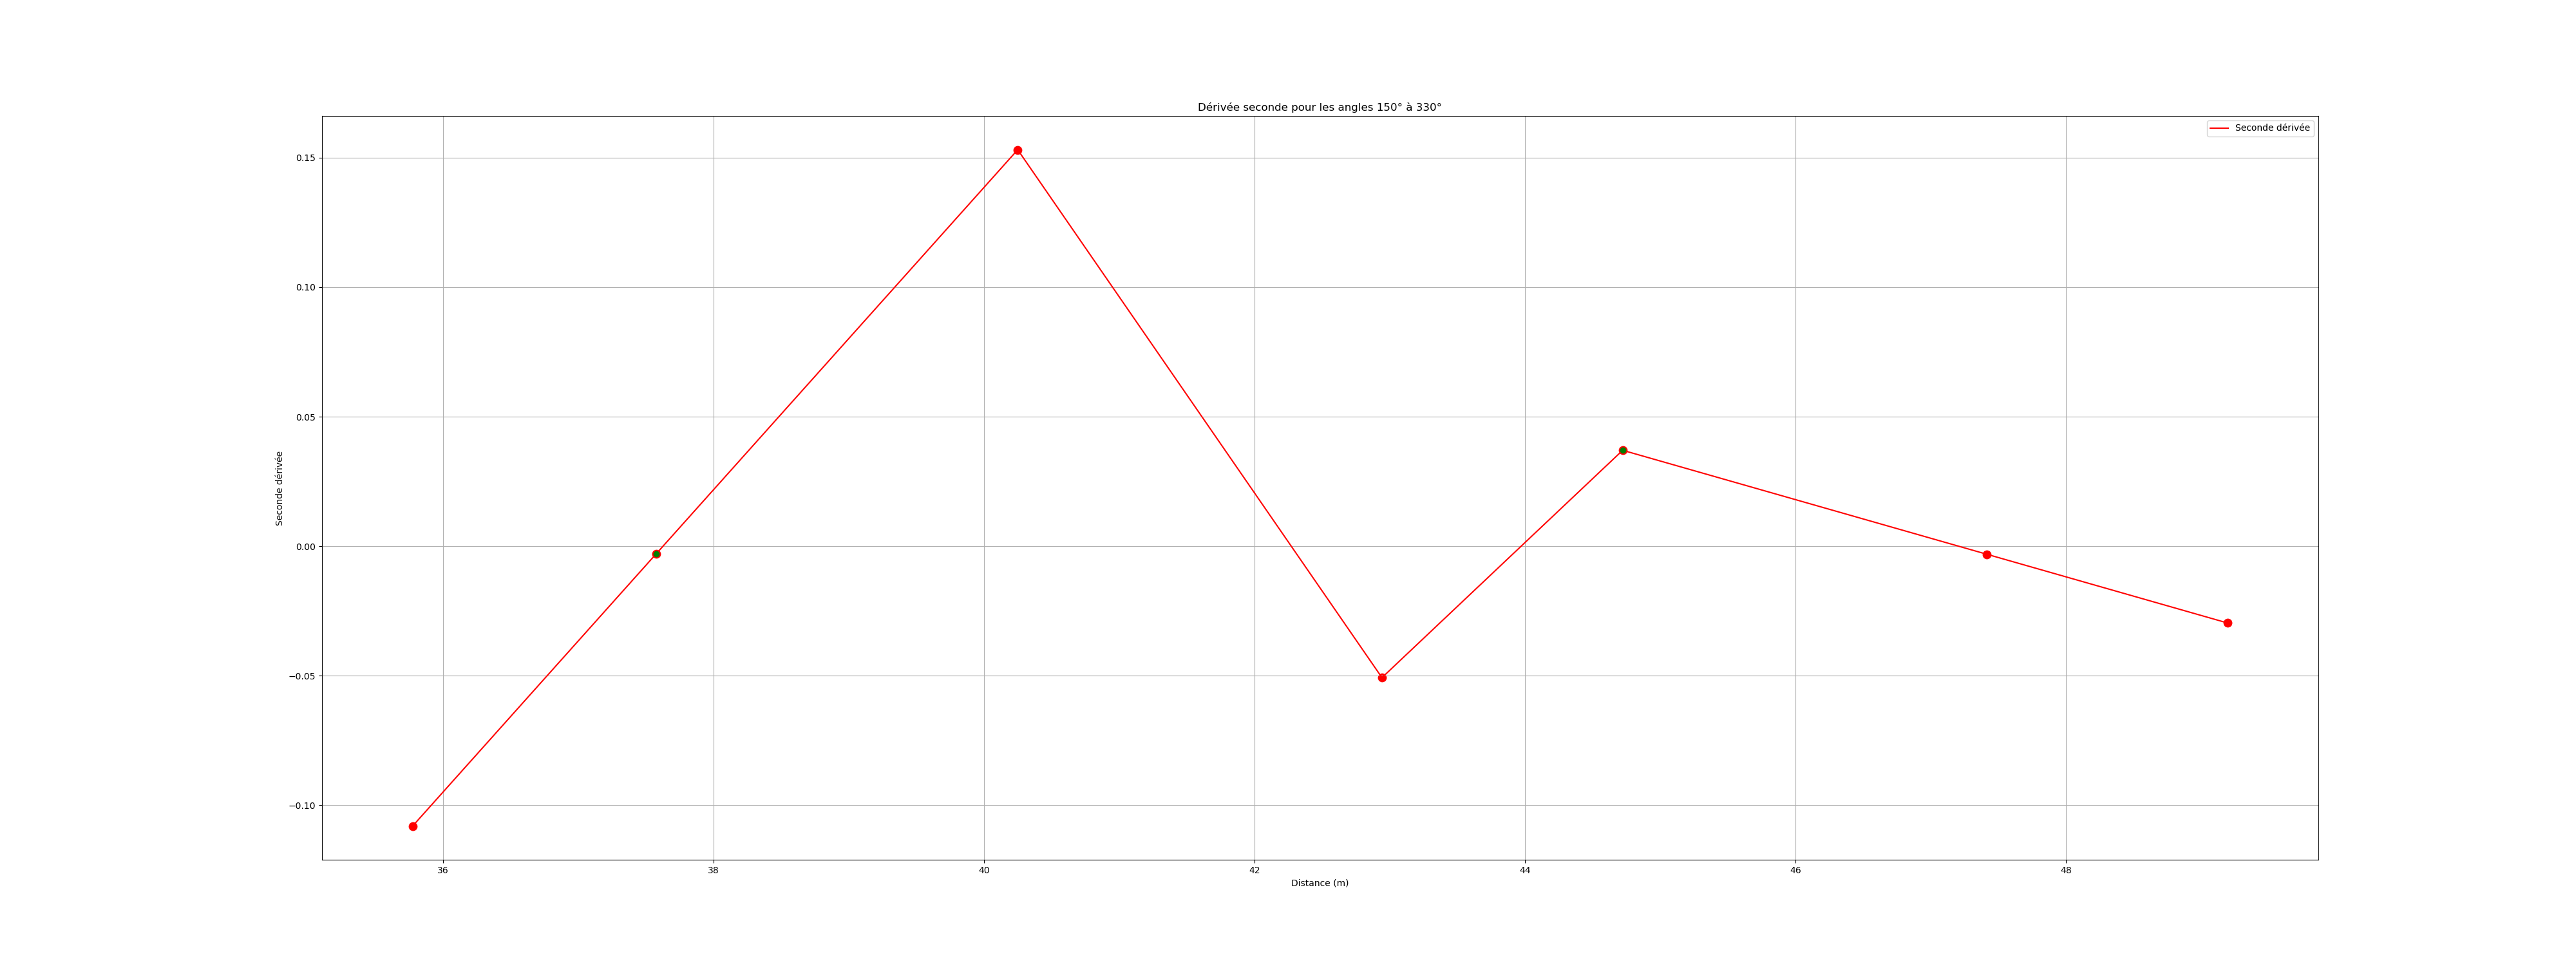 Dérivée seconde pour les angles 150° à 330°
Seconde dérivée
0.15
0.10
0.05
0.00
−0.05
−0.10
Seconde dérivée
36 38 40 42 44 46 48
Distance (m)